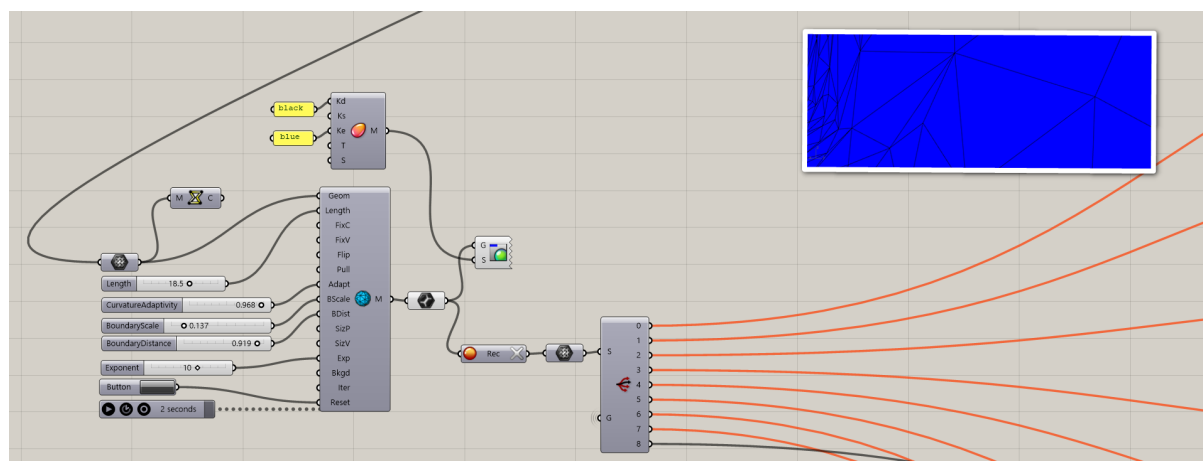 black
blue
Kd
Ks
Ke
T
S
M
M C
Geom
Length
FixC
FixV
Flip
Pull
Adapt
BScale
BDist
SizP
SizV
Exp
Bkgd
Iter
Reset
M
Length 18.5
CurvatureAdaptivity 0.968
BoundaryScale 0.137
BoundaryDistance 0.919
Exponent 10
Button
2 seconds
G
S
Rec
S
G
0
1
2
3
4
5
6
7
8